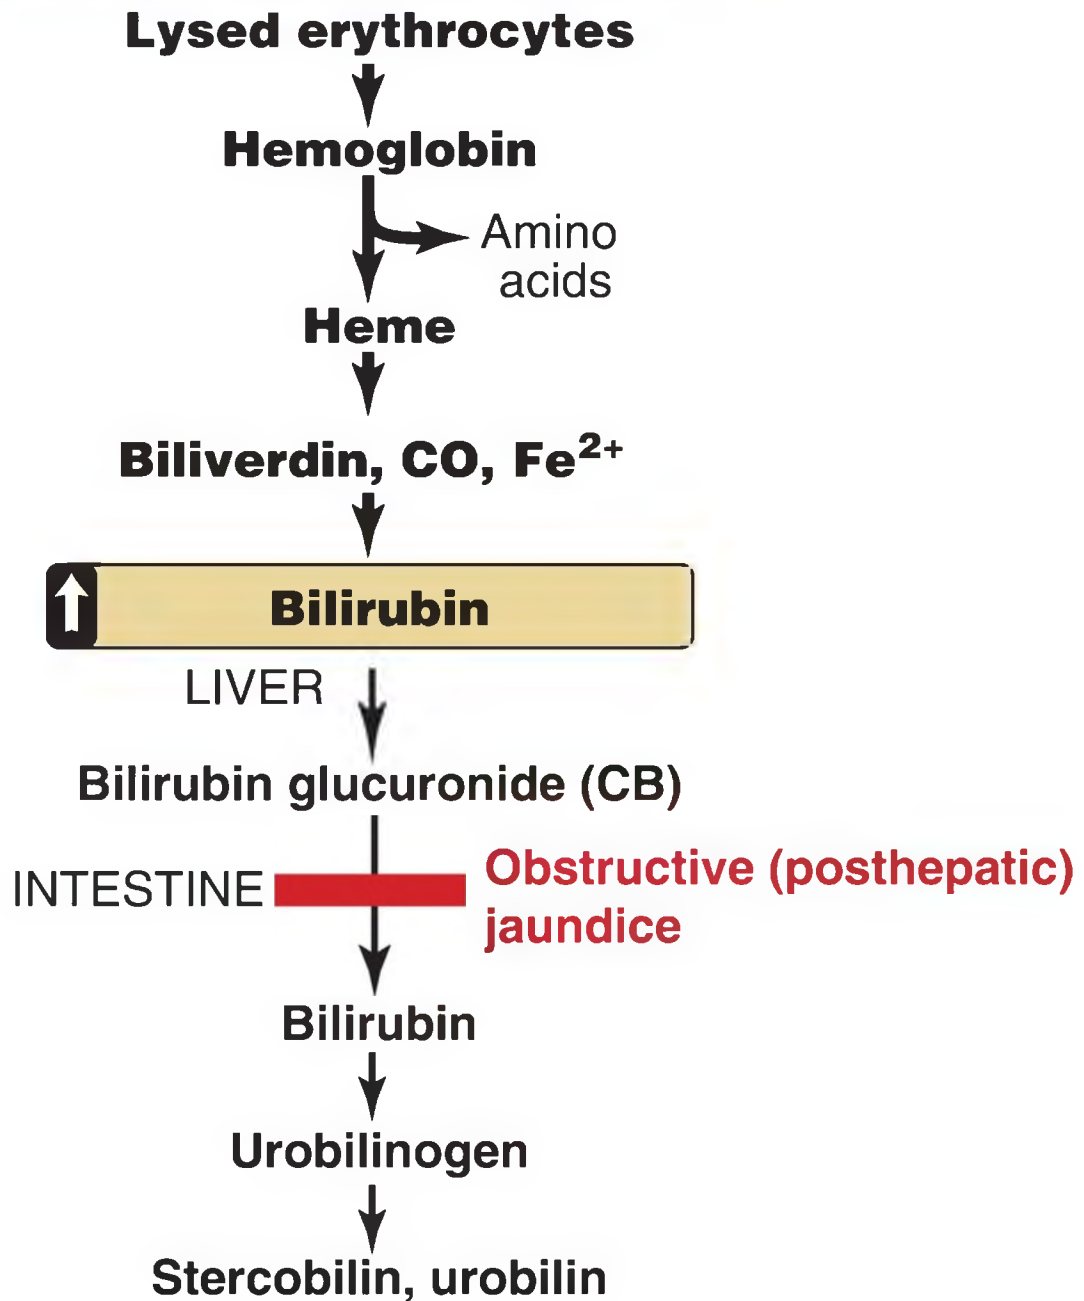 Lysed erythrocytes
Hemoglobin
Amino
acids
Heme
Biliverdin, CO, Fe²⁺
Bilirubin
LIVER
Bilirubin glucuronide (CB)
INTESTINE
Obstructive (posthepatic)
jaundice
Bilirubin
Urobilinogen
Stercobilin, urobilin